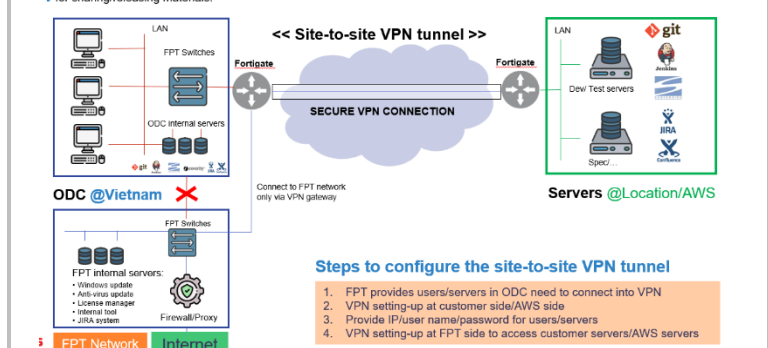 for sharing/releasing materials.
LAN
FPT Switches
ODC internal servers
git
ODC @Vietnam
<< Site-to-site VPN tunnel >>
Fortigate
Fortigate
SECURE VPN CONNECTION
LAN
git
Jenkins
Dev/ Test servers
JIRA
Spec/...
Confluence
Servers @Location/AWS
Connect to FPT network
only via VPN gateway
FPT Switches
FPT internal servers:
• Windows update
• Anti-virus update
• License manager
• Internal tool
• JIRA system
Firewall/Proxy
FPT Network
Internet
Steps to configure the site-to-site VPN tunnel
1. FPT provides users/servers in ODC need to connect into VPN
2. VPN setting-up at customer side/AWS side
3. Provide IP/user name/password for users/servers
4. VPN setting-up at FPT side to access customer servers/AWS servers